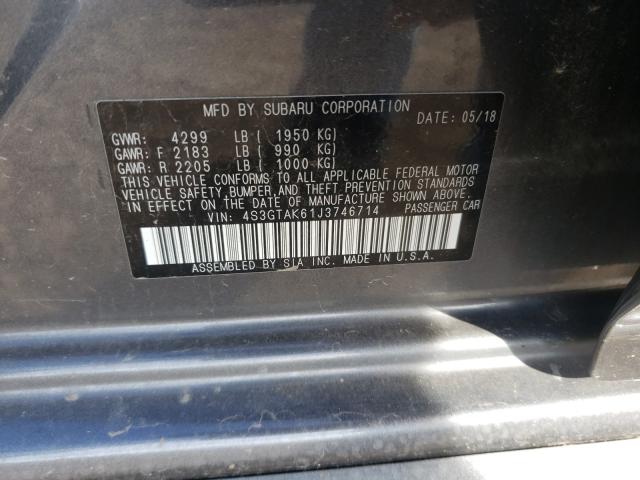 MFD BY SUBARU CORPORATION
DATE: 05/18
GVWR: 4299 LB ( 1950 KG)
GAWR: F 2183 LB ( 990 KG)
GAWR: R 2205 LB ( 1000 KG)
THIS VEHICLE CONFORMS TO ALL APPLICABLE FEDERAL MOTOR
VEHICLE SAFETY, BUMPER, AND THEFT PREVENTION STANDARDS
IN EFFECT ON THE DATE OF MANUFACTURE SHOWN ABOVE.
VIN: 4S3GTAK61J3746714 PASSENGER CAR
ASSEMBLED BY SIA INC. MADE IN U.S.A.